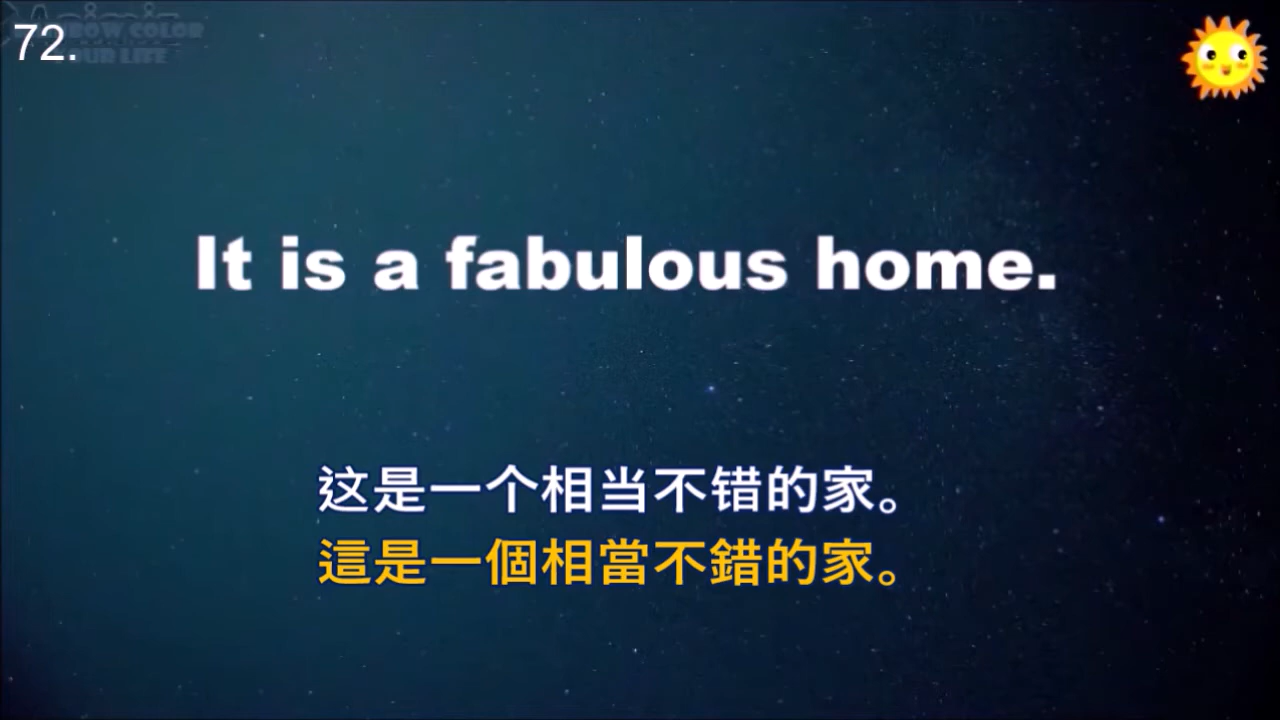 72.
It is a fabulous home.
这是一个相当不错的家。
這是一個相當不錯的家。